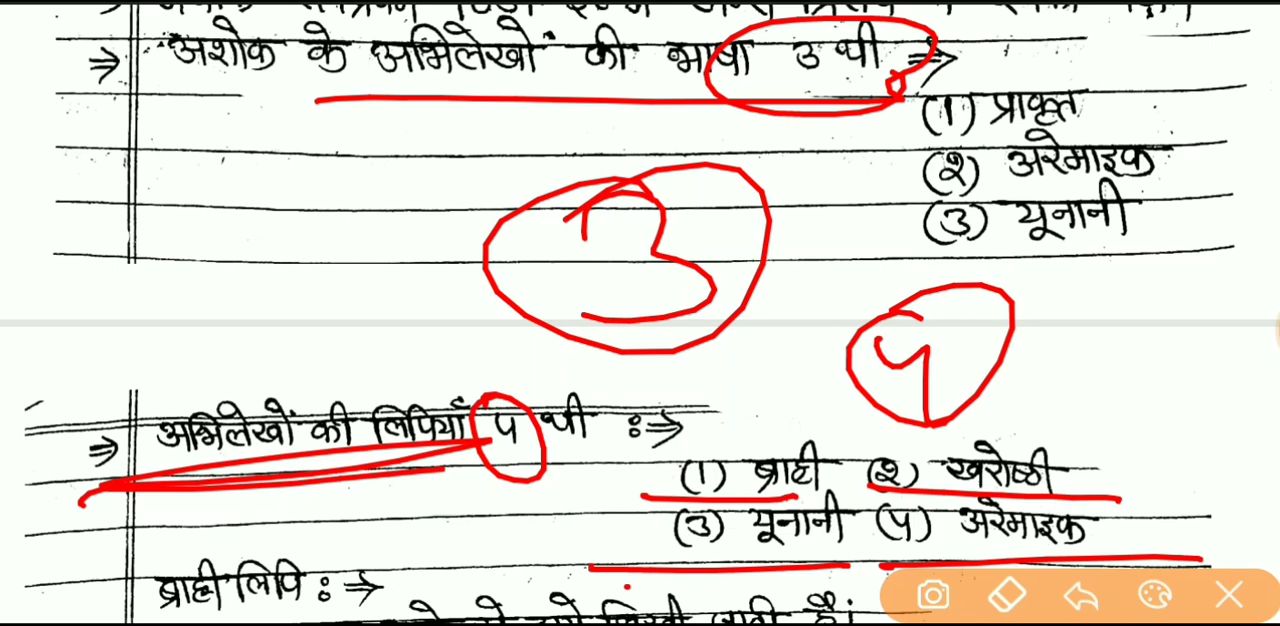 ⇒ अशोक के अभिलेखों की भाषा 3 थी ⇒
(1) प्राकृत
(2) अरेमाइक
(3) यूनानी
3
4
⇒ अभिलेखों की लिपियाँ 4 थी :⇒
(1) ब्राह्मी (2) खरोष्ठी
(3) यूनानी (4) अरेमाइक
ब्राह्मी लिपि :⇒